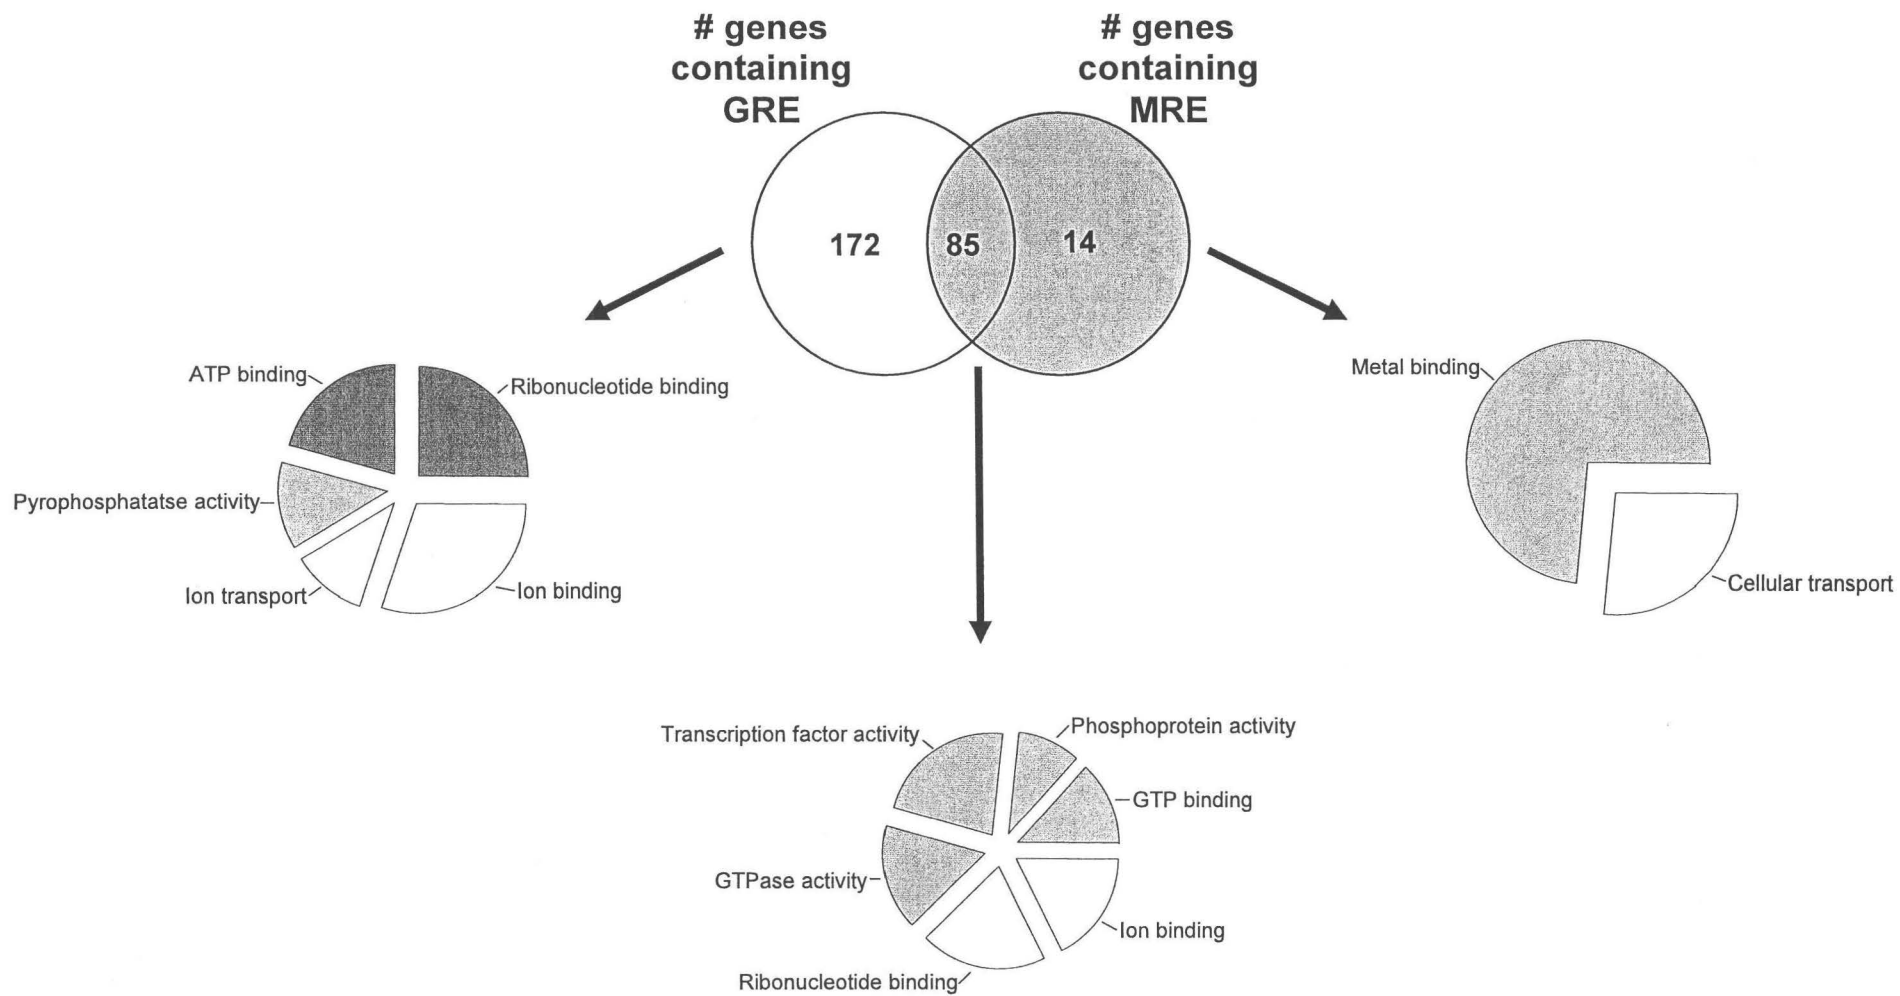 # genes
containing
GRE
# genes
containing
MRE
172
85
14
ATP binding
Ribonucleotide binding
Pyrophosphatatse activity
Ion transport
Ion binding
Metal binding
Cellular transport
Transcription factor activity
Phosphoprotein activity
GTP binding
GTPase activity
Ion binding
Ribonucleotide binding